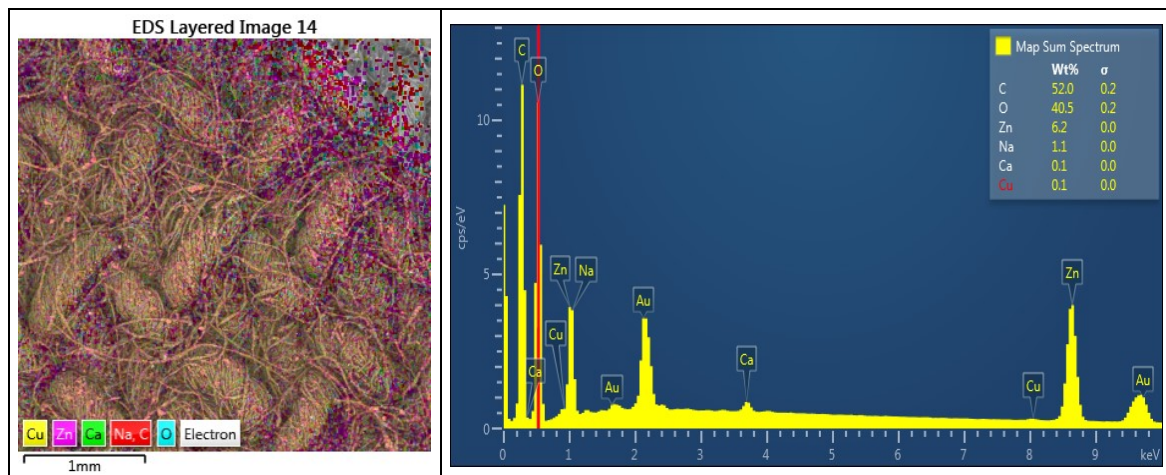 EDS Layered Image 14
Cu Zn Ca Na, C O Electron
1mm
Map Sum Spectrum
Wt% σ
C 52.0 0.2
O 40.5 0.2
Zn 6.2 0.0
Na 1.1 0.0
Ca 0.1 0.0
Cu 0.1 0.0
cps/eV
10
5
0
C
O
Zn
Na
Cu
Ca
Au
Au
Ca
Cu
Zn
Au
0 1 2 3 4 5 6 7 8 9 keV